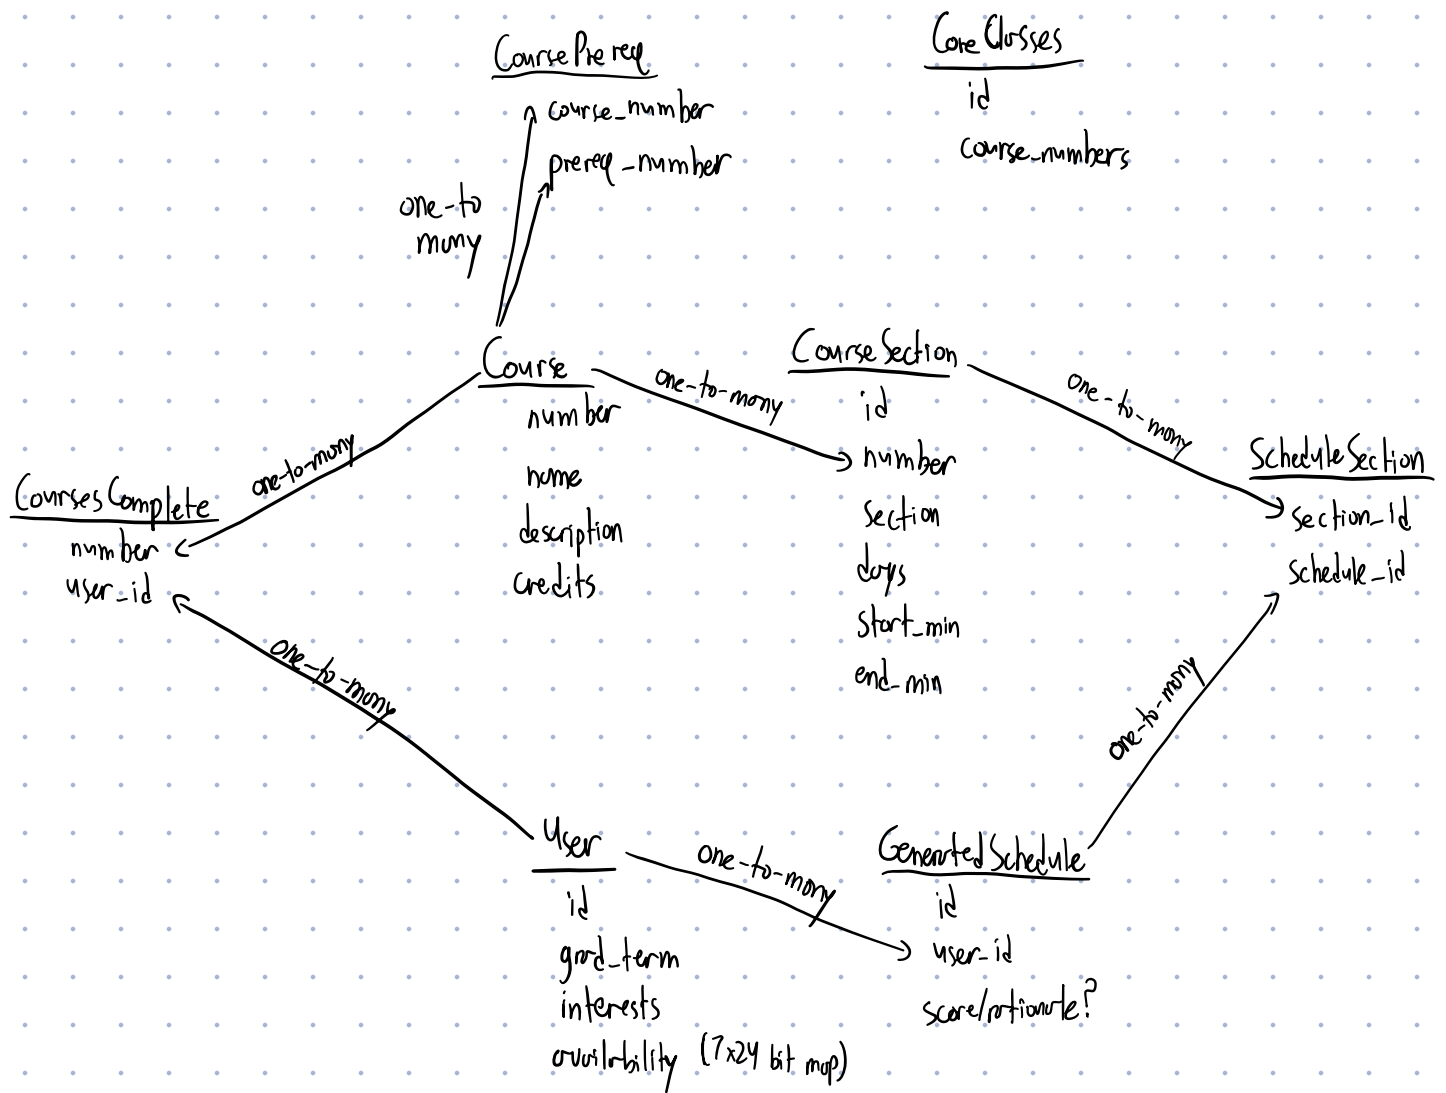 CoursePrereq
course_number
prereq_number
one-to
many
CoreClasses
id
course_numbers
Course
number
name
description
credits
one-to-many
CourseSection
id
number
section
days
start_min
end_min
one-to-many
ScheduleSection
section_id
schedule_id
one-to-many
CoursesComplete
number
user_id
one-to-many
one-to-many
User
id
grad_term
interests
availability (7x24 bit map)
one-to-many
GeneratedSchedule
id
user_id
score/rationale?